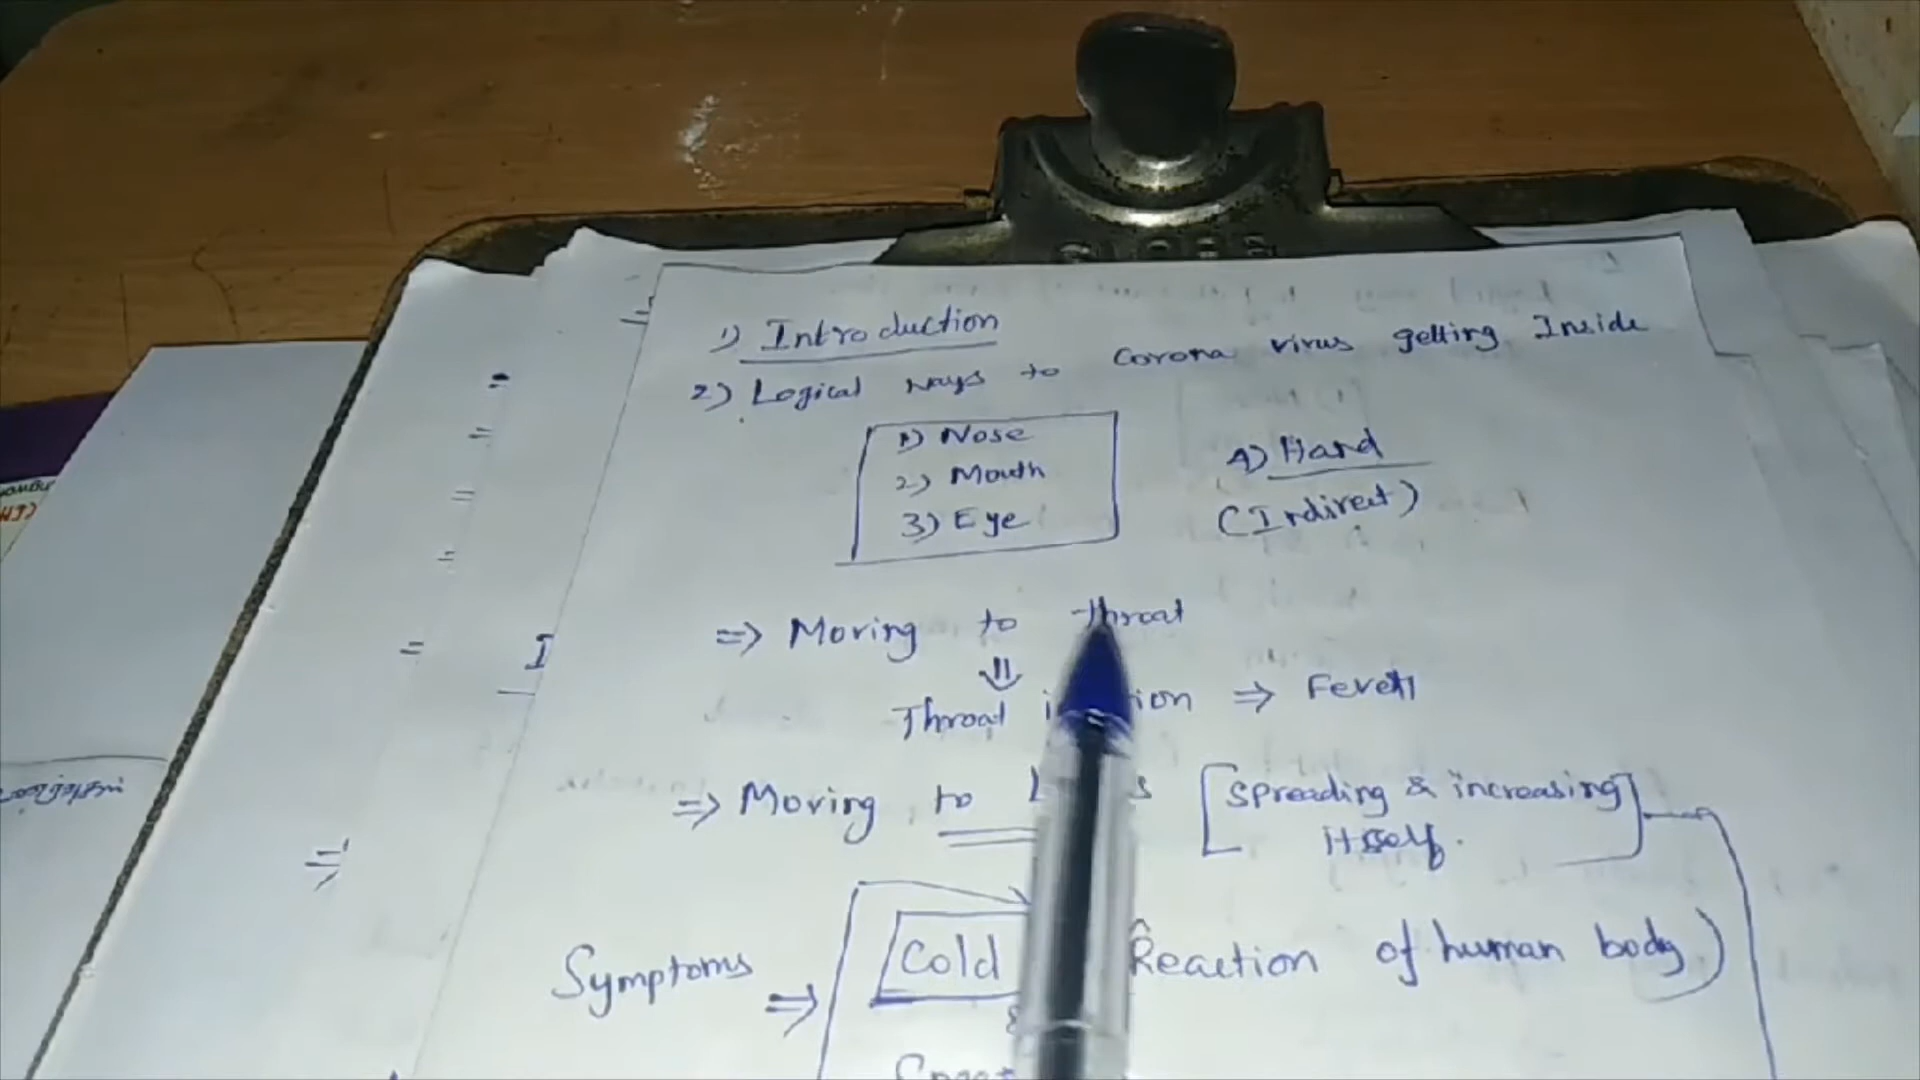 1) Introduction
2) Logical ways to corona virus getting Inside
1) Nose
2) Mouth
3) Eye
4) Hand
(Indirect)
⇒ Moving to Throat
⇓
Throat ⇒ Fever
⇒ Moving to [Spreading & increasing
itself.]
Symptoms ⇒ Cold Reaction of human body)